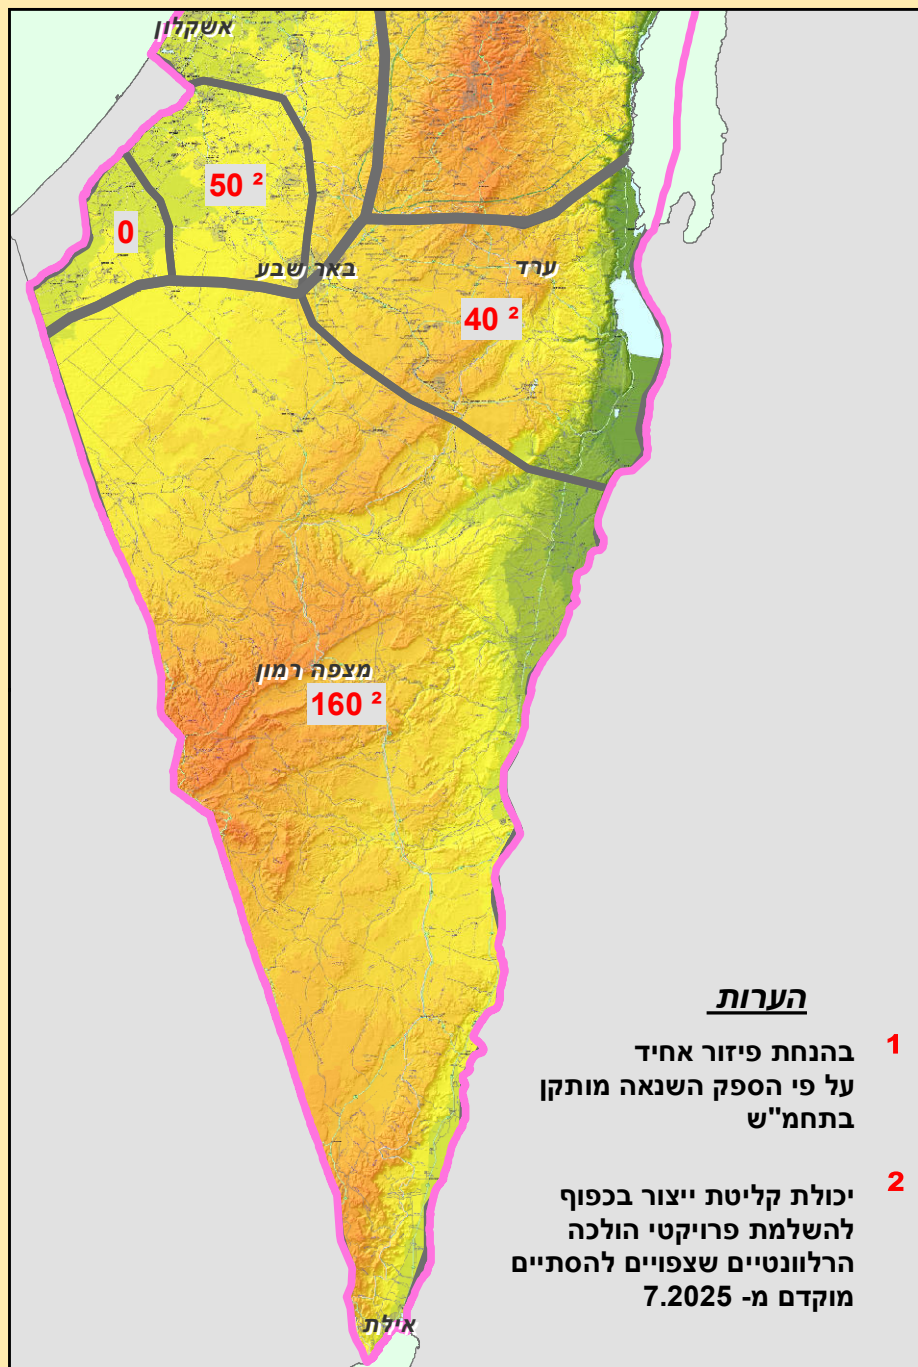 אשקלון
50 ²
0
באר שבע
ערד
40 ²
מצפה רמון
160 ²
הערות
1 בהנחת פיזור אחיד
על פי הספק השנאה מותקן
בתחמ"ש
2 יכולת קליטת ייצור בכפוף
להשלמת פרויקטי הולכה
הרלוונטיים שצפויים להסתיים
מוקדם מ- 7.2025
אילת